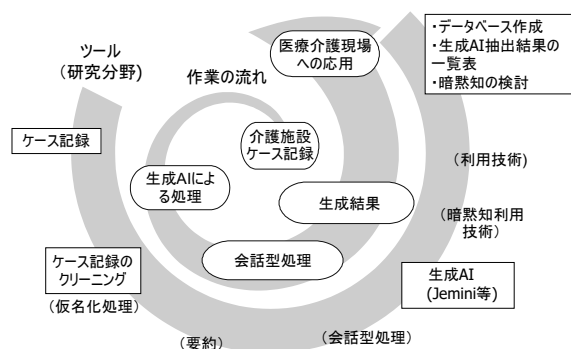 ツール
(研究分野)
作業の流れ
医療介護現場
への応用
・データベース作成
・生成AI抽出結果の
一覧表
・暗黙知の検討
ケース記録
介護施設
ケース記録
(利用技術)
生成AIによ
る処理
生成結果
(暗黙知利用
技術)
ケース記録の
クリーニング
(仮名化処理)
会話型処理
生成AI
(Jemini等)
(要約)
(会話型処理)